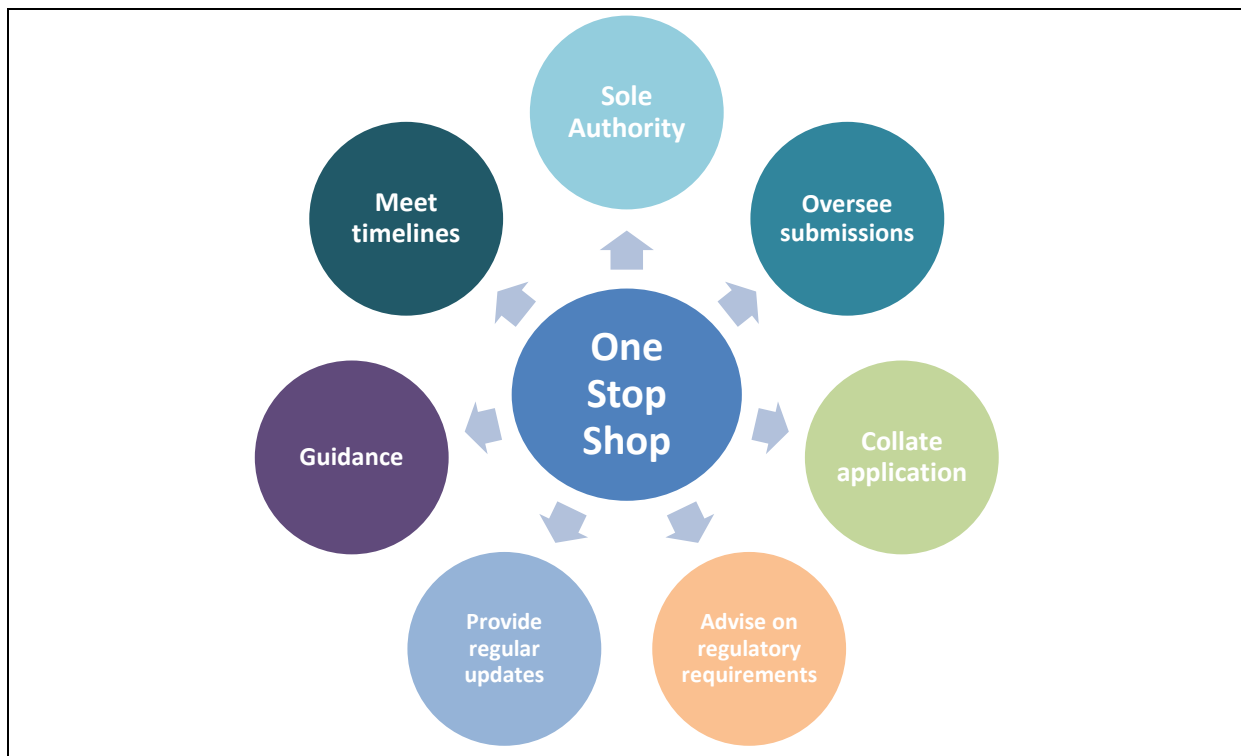 Sole
Authority
Meet
timelines
Oversee
submissions
One
Stop
Shop
Guidance
Collate
application
Provide
regular
updates
Advise on
regulatory
requirements